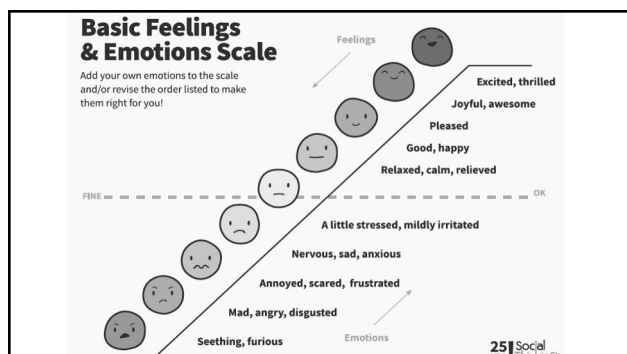 Basic Feelings
& Emotions Scale
Add your own emotions to the scale
and/or revise the order listed to make
them right for you!
Feelings
Excited, thrilled
Joyful, awesome
Pleased
Good, happy
Relaxed, calm, relieved
FINE
OK
A little stressed, mildly irritated
Nervous, sad, anxious
Annoyed, scared, frustrated
Mad, angry, disgusted
Seething, furious
Emotions
25
Social